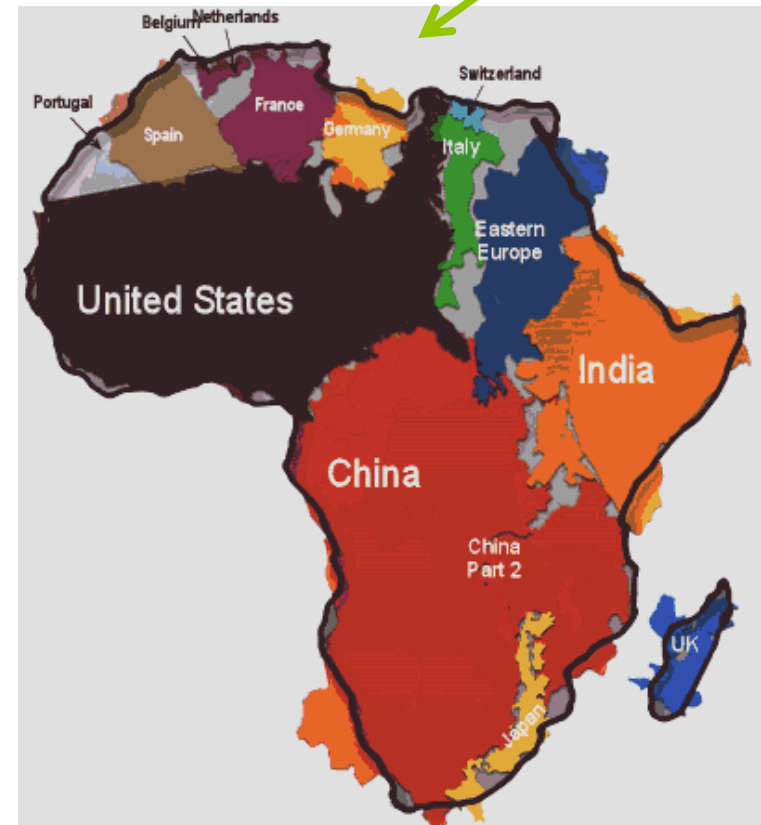 Netherlands
Belgium
Switzerland
Portugal
France
Spain
Germany
Italy
Eastern
Europe
United States
India
China
China
Part 2
UK
Japan